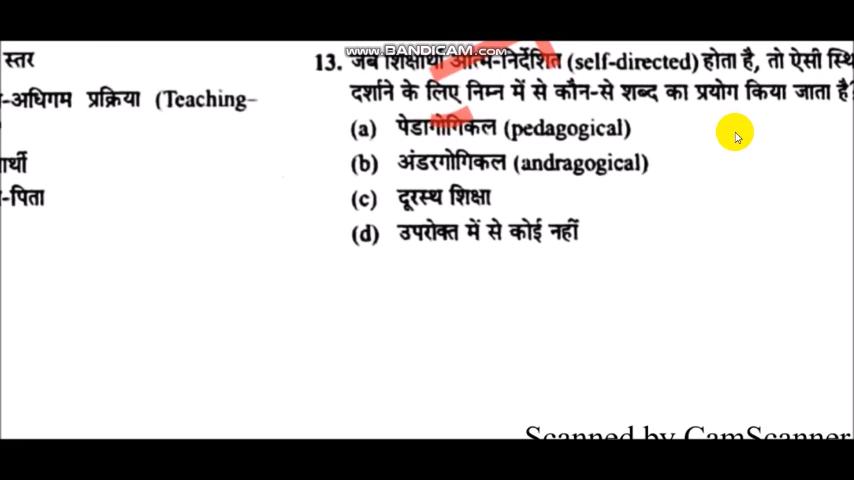 www.BANDICAM.com
स्तर
-अधिगम प्रक्रिया (Teaching–
र्थी
-पिता
13. जब शिक्षार्थी आत्म-निर्देशित (self-directed) होता है, तो ऐसी
दर्शाने के लिए निम्न में से कौन-से शब्द का प्रयोग किया जाता है?
(a) पेडागोगिकल (pedagogical)
(b) अंडरगोगिकल (andragogical)
(c) दूरस्थ शिक्षा
(d) उपरोक्त में से कोई नहीं
Scanned by CamScanner